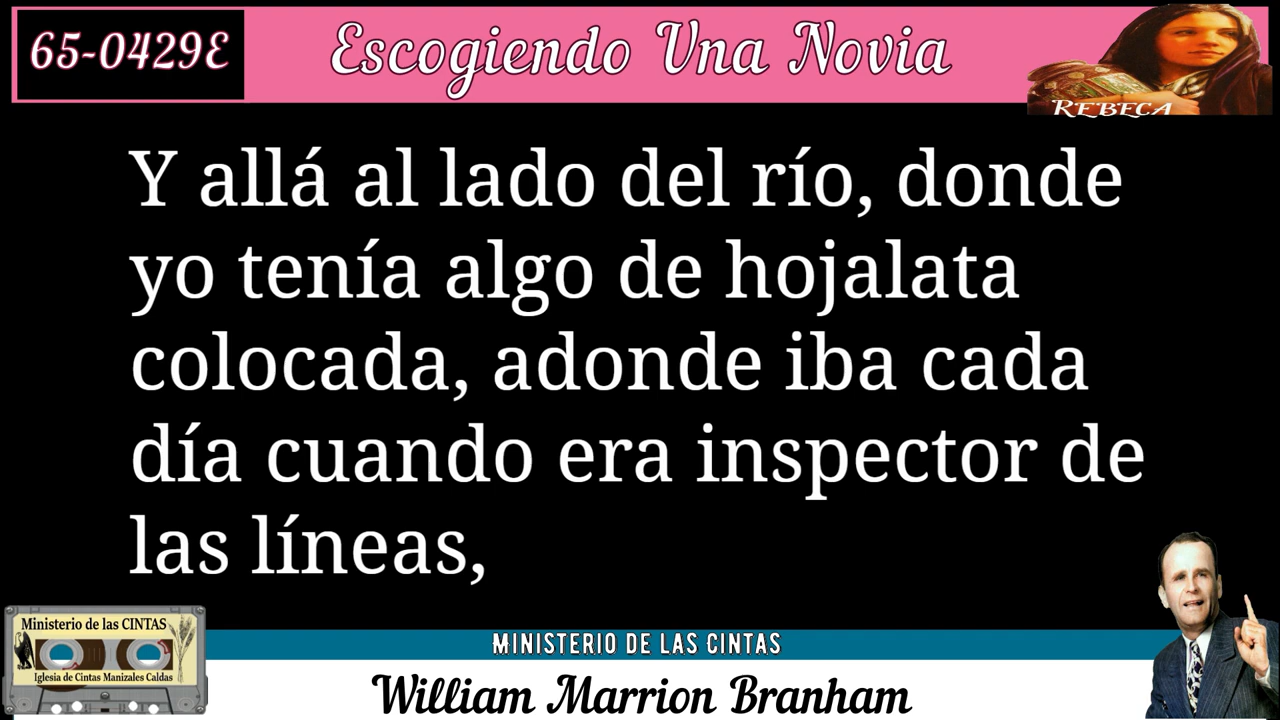 65-0429E
Escogiendo Una Novia
REBECA
Y allá al lado del río, donde
yo tenía algo de hojalata
colocada, adonde iba cada
día cuando era inspector de
las líneas,
Ministerio de las CINTAS
Iglesia de Cintas Manizales Caldas
MINISTERIO DE LAS CINTAS
William Marrion Branham